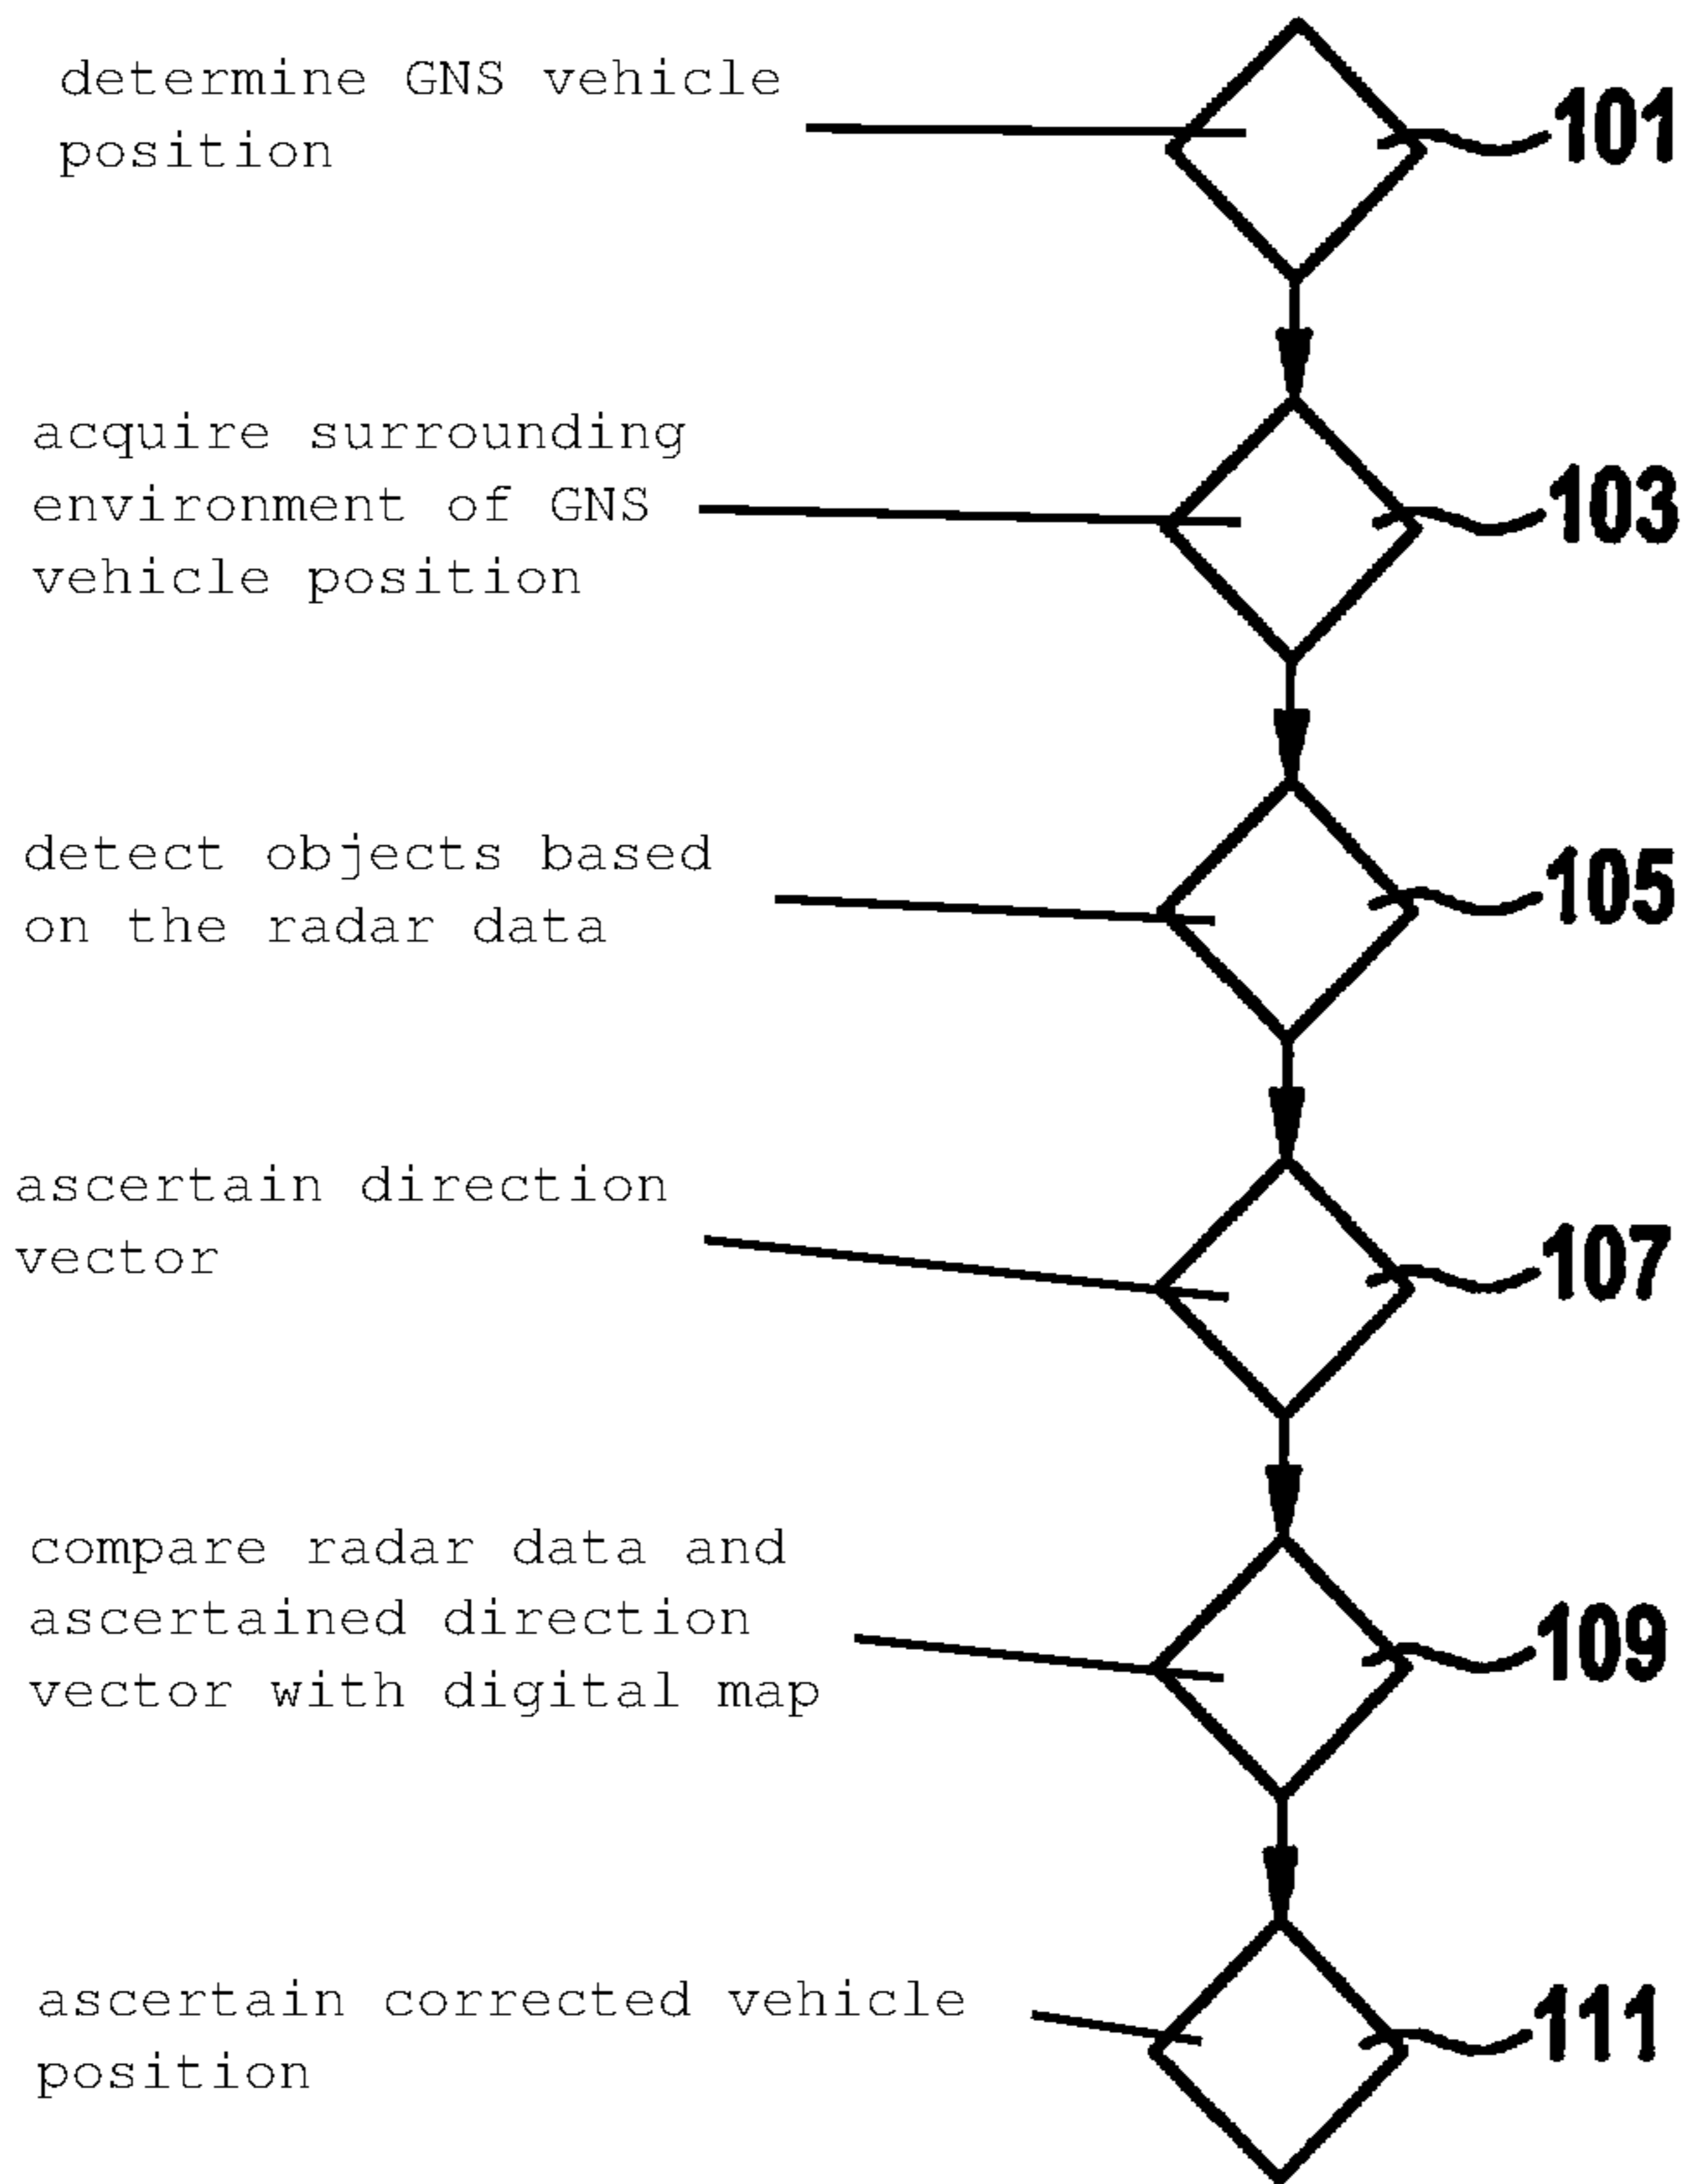 determine GNS vehicle
position
101
acquire surrounding
environment of GNS
vehicle position
103
detect objects based
on the radar data
105
ascertain direction
vector
107
compare radar data and
ascertained direction
vector with digital map
109
ascertain corrected vehicle
position
111